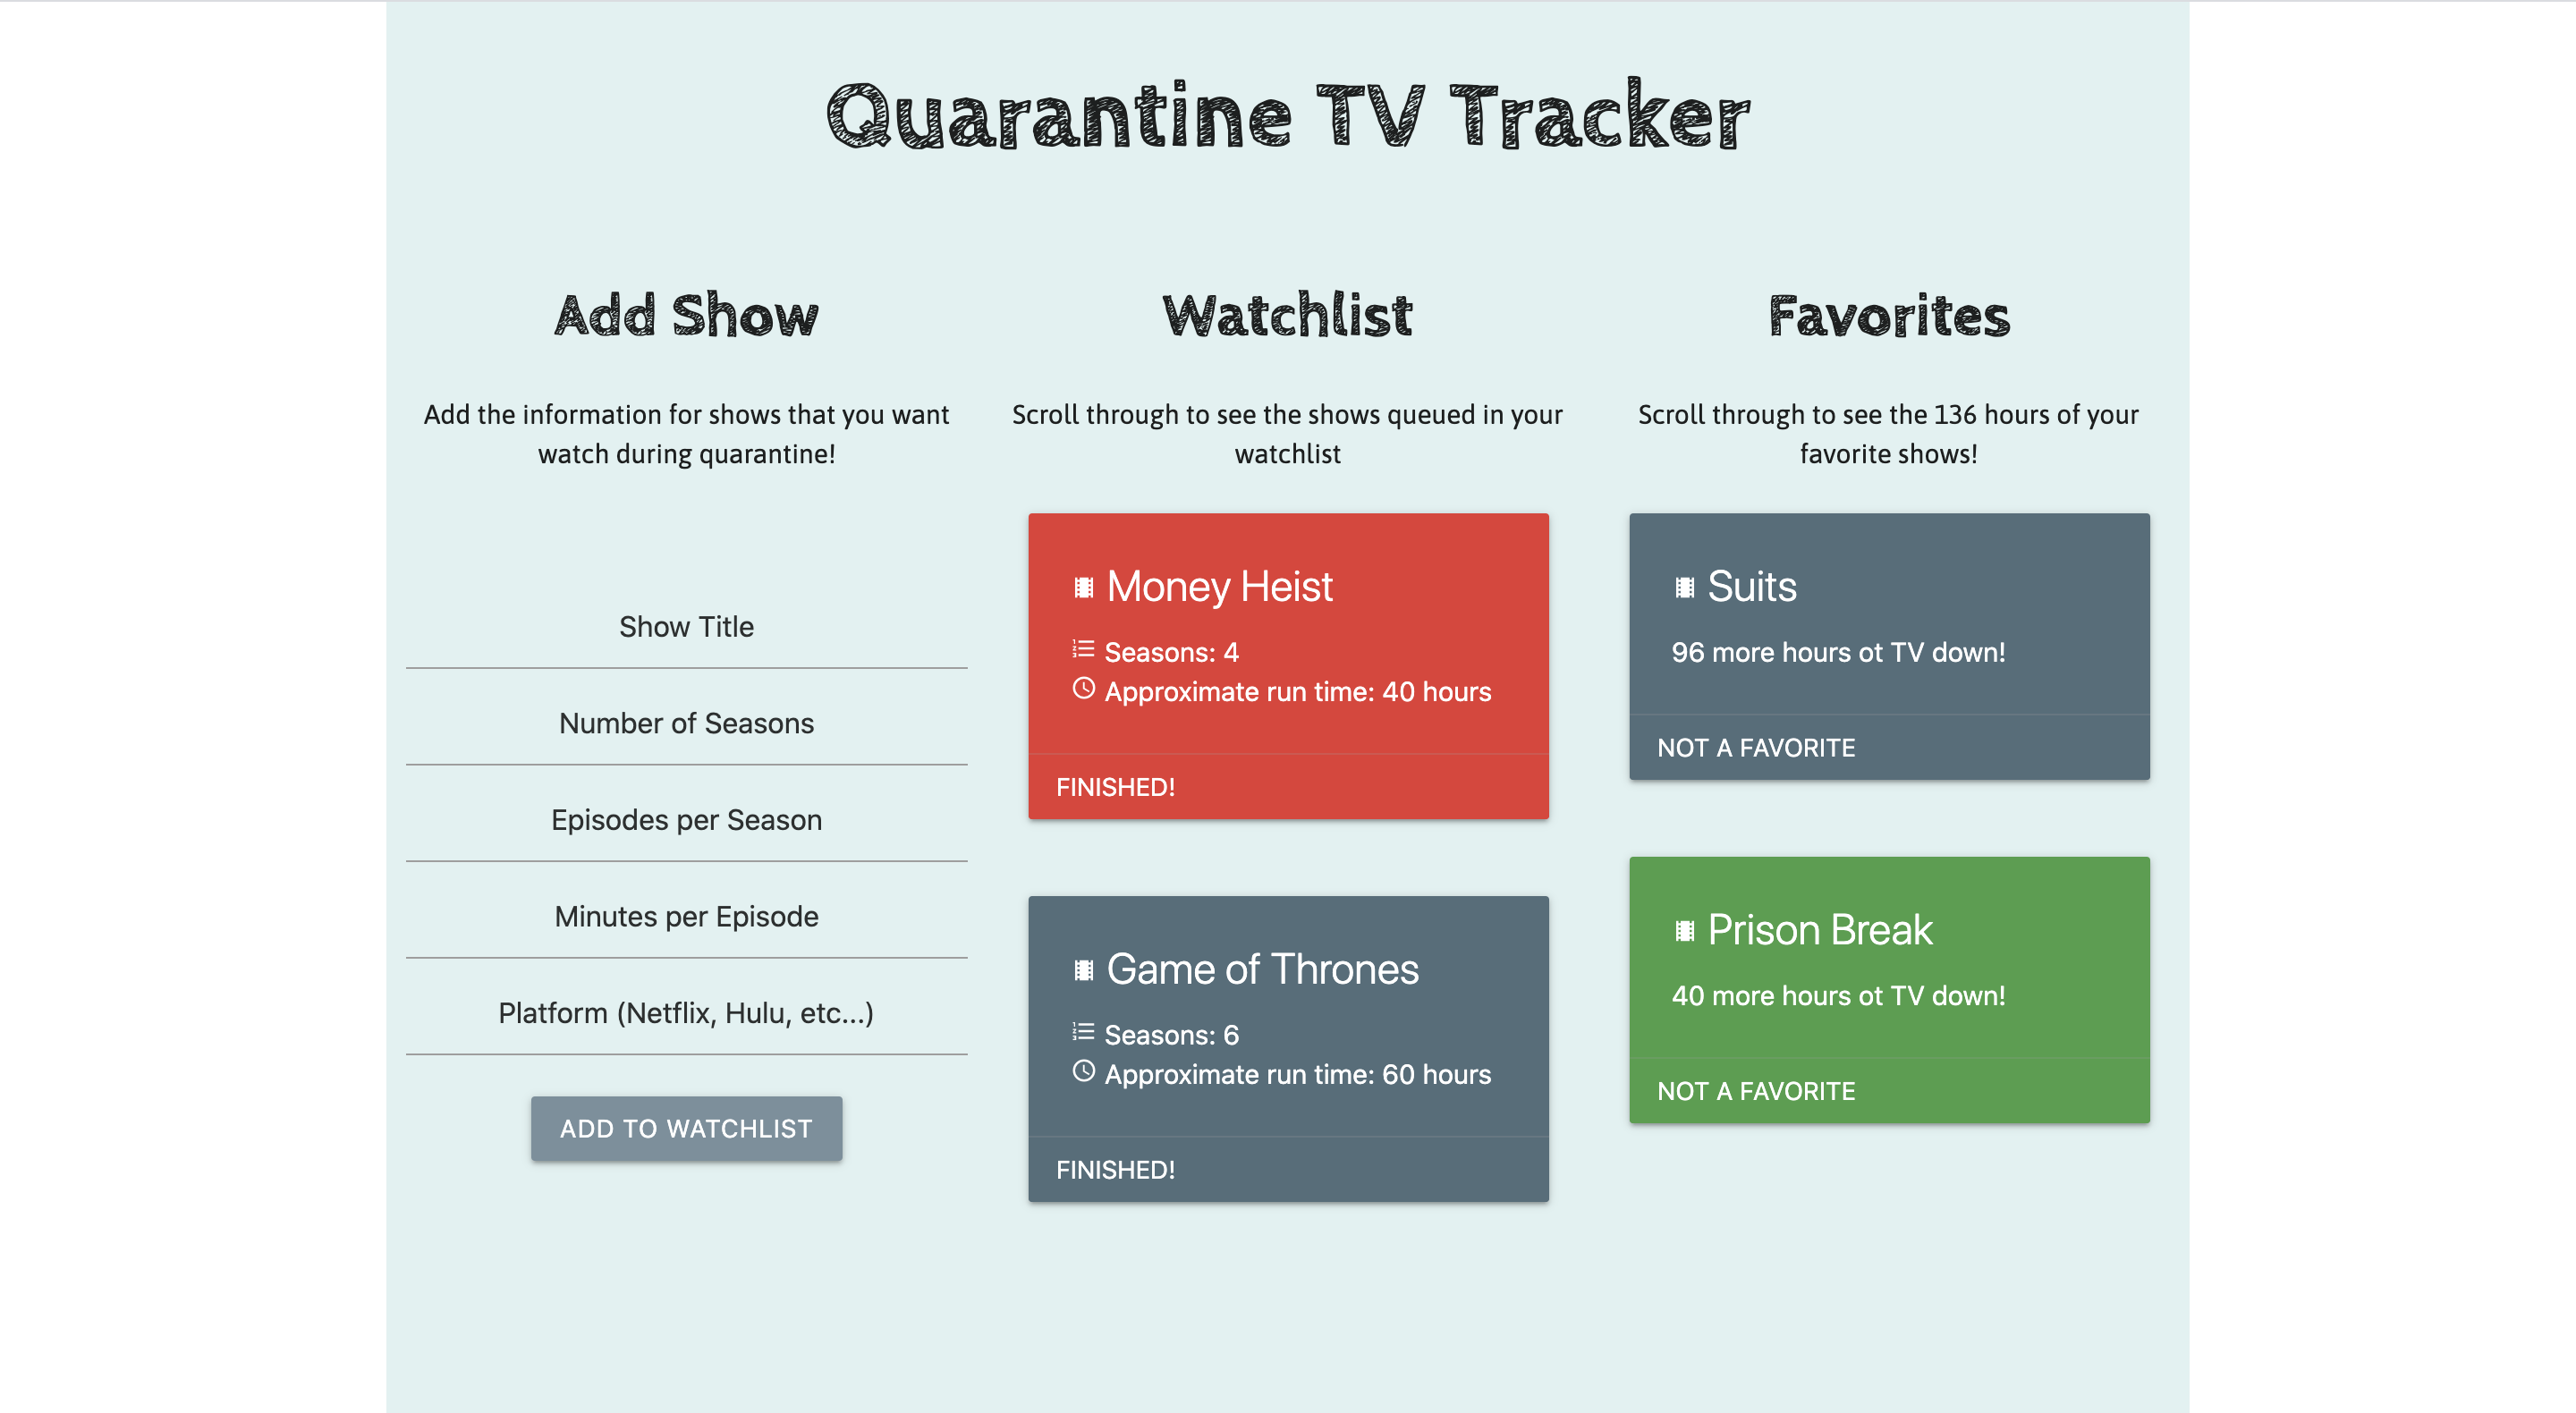 Quarantine TV Tracker
Add Show
Add the information for shows that you want
watch during quarantine!
Show Title
Number of Seasons
Episodes per Season
Minutes per Episode
Platform (Netflix, Hulu, etc...)
ADD TO WATCHLIST
Watchlist
Scroll through to see the shows queued in your
watchlist
Money Heist
Seasons: 4
Approximate run time: 40 hours
FINISHED!
Game of Thrones
Seasons: 6
Approximate run time: 60 hours
FINISHED!
Favorites
Scroll through to see the 136 hours of your
favorite shows!
Suits
96 more hours ot TV down!
NOT A FAVORITE
Prison Break
40 more hours ot TV down!
NOT A FAVORITE